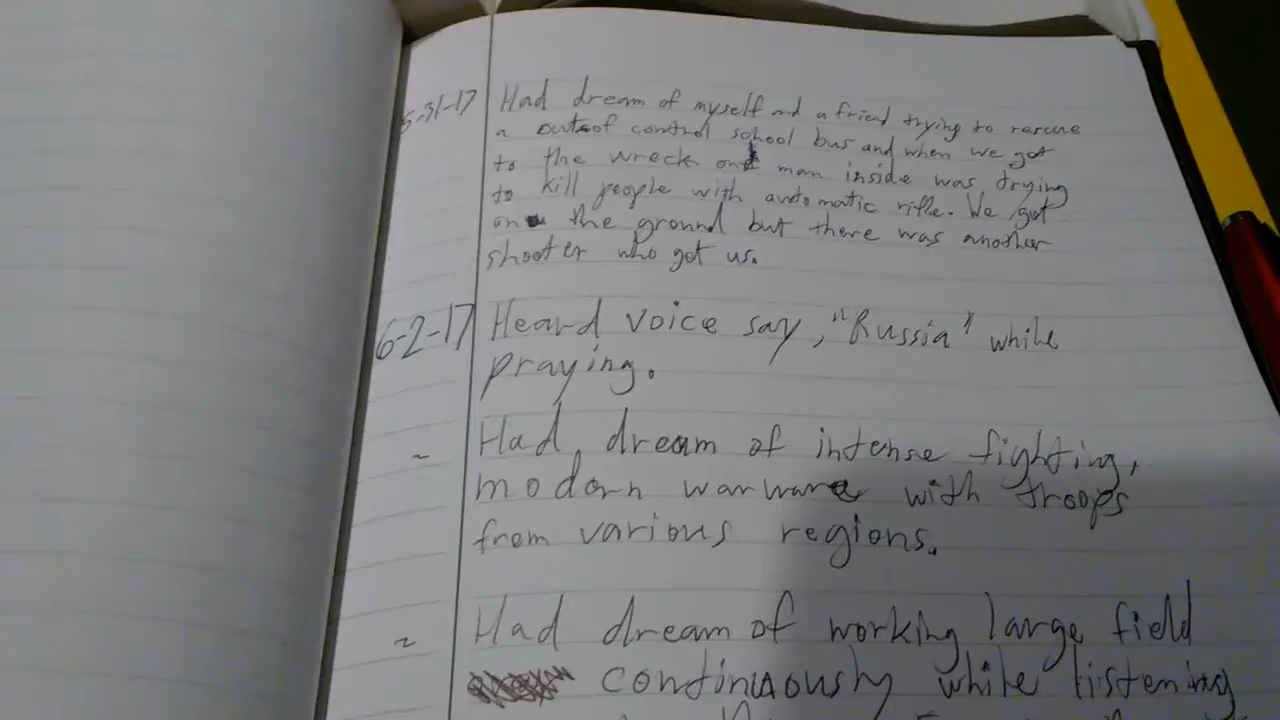 5-31-17 Had dream of myself and a friend trying to rescue
a out of control school bus and when we got
to the wreck one man inside was trying
to kill people with automatic rifle. We got
on the ground but there was another
shooter who got us.
6-2-17 Heard voice say, "Russia" while
praying.
~ Had dream of intense fighting,
modorn warware with troops
from various regions.
~ Had dream of working large field
continuously while listening